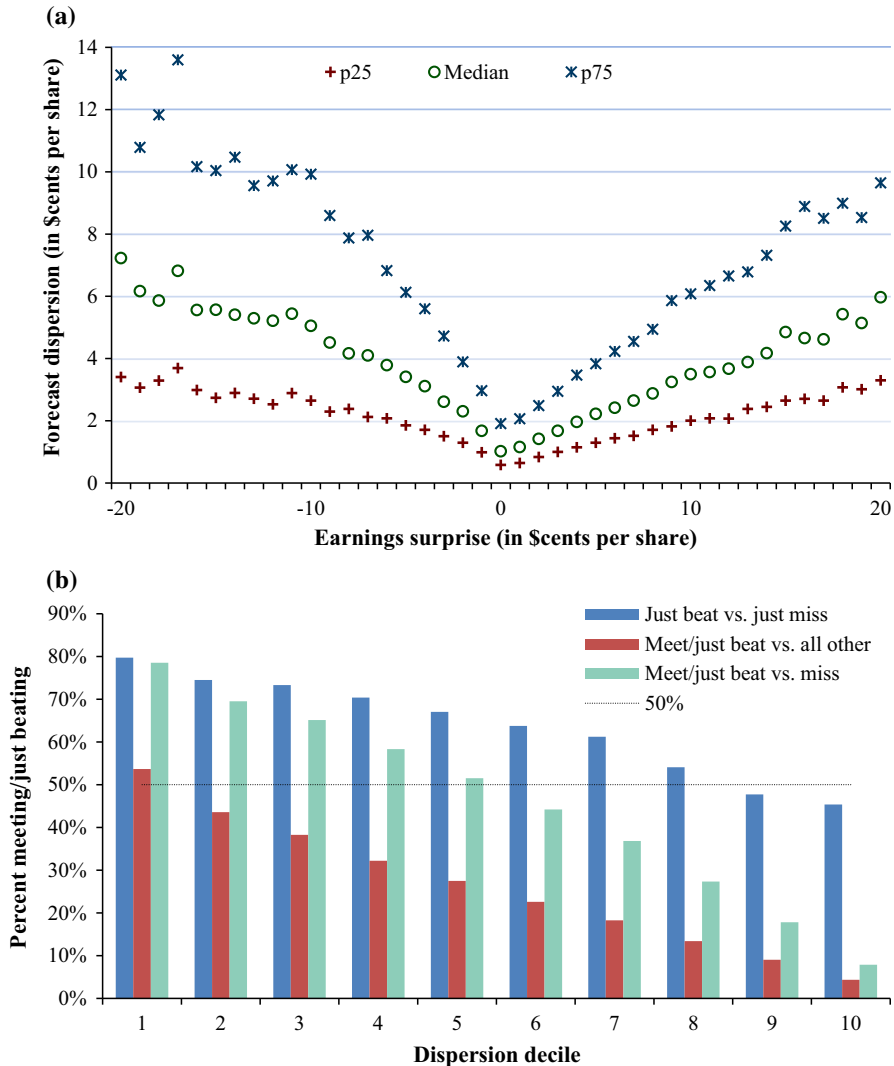 (a)
Forecast dispersion (in $cents per share)
14
12
10
8
6
4
2
0
p25 Median p75
-20 -10 0 10 20
Earnings surprise (in $cents per share)
(b)
Percent meeting/just beating
90%
80%
70%
60%
50%
40%
30%
20%
10%
0%
Just beat vs. just miss
Meet/just beat vs. all other
Meet/just beat vs. miss
50%
1 2 3 4 5 6 7 8 9 10
Dispersion decile